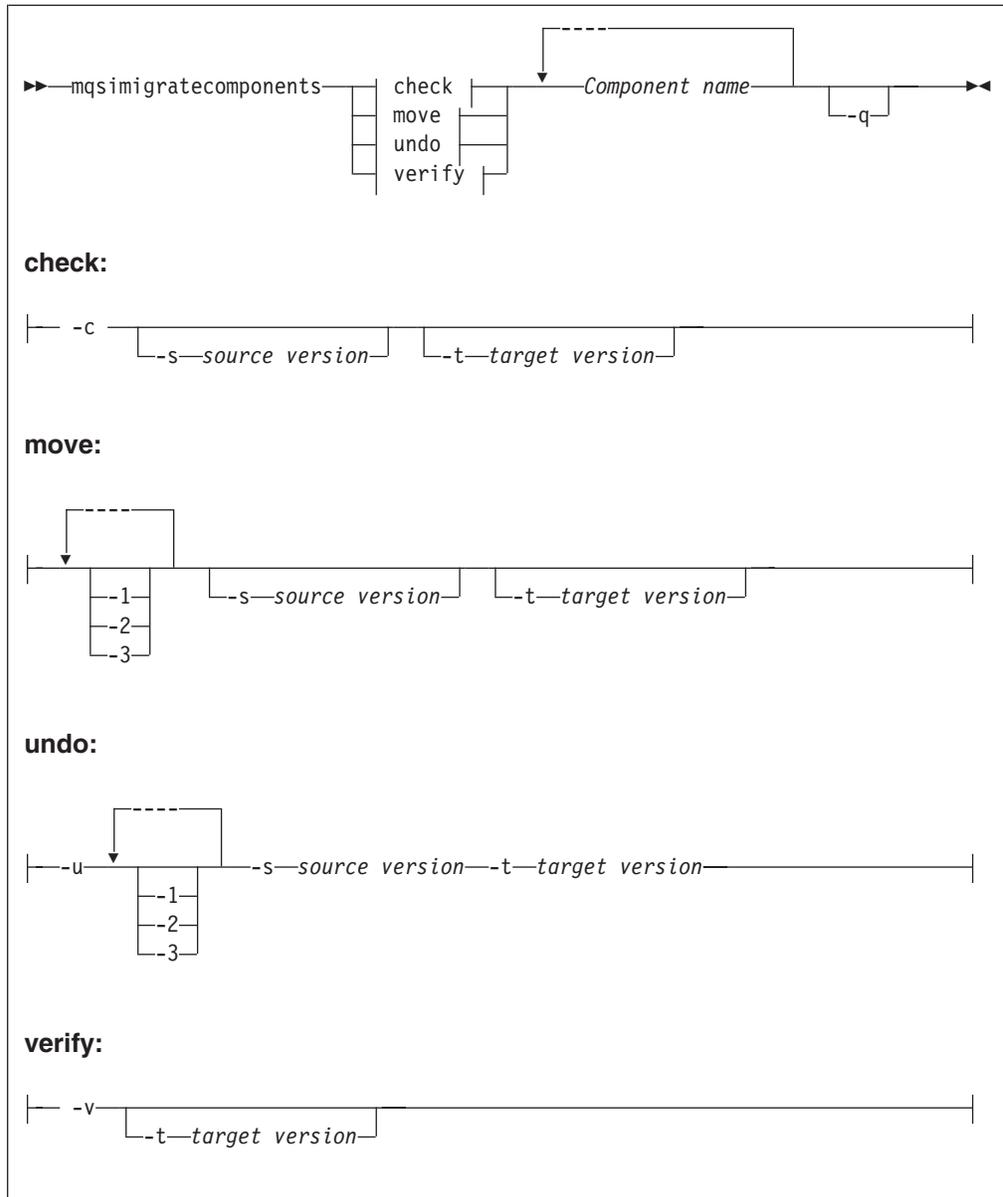 ----
mqsimigratecomponents check Component name
move -q
undo
verify
check:
-c
-s source version -t target version
move:
----
-1 -s source version -t target version
-2
-3
undo:
----
-u -s source version -t target version
-1
-2
-3
verify:
-v
-t target version